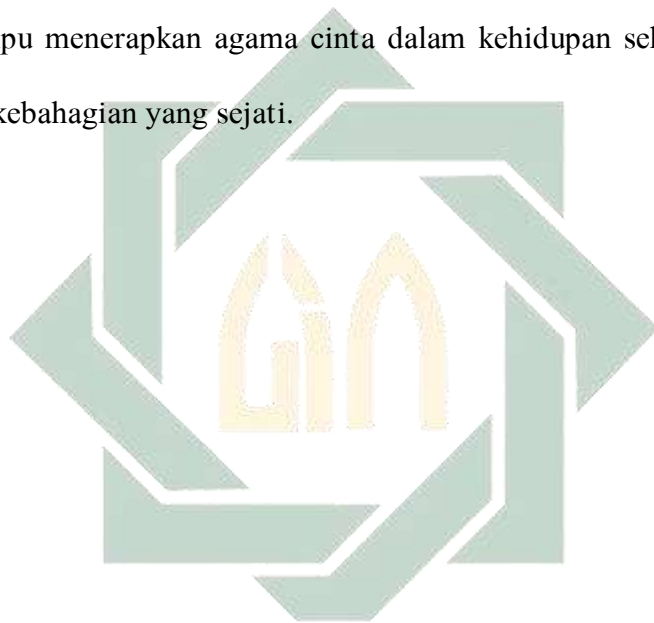 pu menerapkan agama cinta dalam kehidupan sel
kebahagian yang sejati.